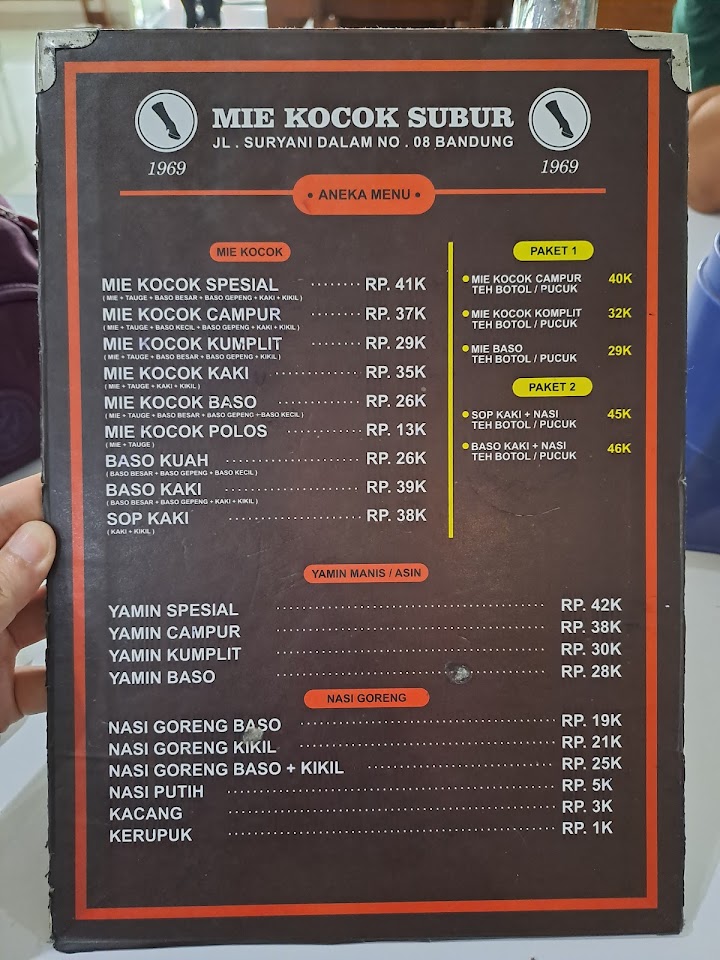 MIE KOCOK SUBUR
JL . SURYANI DALAM NO . 08 BANDUNG
1969
1969
• ANEKA MENU •
MIE KOCOK
MIE KOCOK SPESIAL ........ RP. 41K
( MIE + TAUGE + BASO BESAR + BASO GEPENG + KAKI + KIKIL )
MIE KOCOK CAMPUR ........ RP. 37K
( MIE + TAUGE + BASO KECIL + BASO GEPENG + KAKI + KIKIL )
MIE KOCOK KUMPLIT ........ RP. 29K
( MIE + TAUGE + BASO BESAR + BASO GEPENG + KIKIL )
MIE KOCOK KAKI ........ RP. 35K
( MIE + TAUGE + KAKI + KIKIL )
MIE KOCOK BASO ........ RP. 26K
( MIE + TAUGE + BASO BESAR + BASO GEPENG + BASO KECIL )
MIE KOCOK POLOS ........ RP. 13K
( MIE + TAUGE )
BASO KUAH ........ RP. 26K
( BASO BESAR + BASO GEPENG + BASO KECIL )
BASO KAKI ........ RP. 39K
( BASO BESAR + BASO GEPENG + KAKI + KIKIL )
SOP KAKI ........ RP. 38K
( KAKI + KIKIL )
PAKET 1
• MIE KOCOK CAMPUR 40K
TEH BOTOL / PUCUK
• MIE KOCOK KOMPLIT 32K
TEH BOTOL / PUCUK
• MIE BASO 29K
TEH BOTOL / PUCUK
PAKET 2
• SOP KAKI + NASI 45K
TEH BOTOL / PUCUK
• BASO KAKI + NASI 46K
TEH BOTOL / PUCUK
YAMIN MANIS / ASIN
YAMIN SPESIAL ........ RP. 42K
YAMIN CAMPUR ........ RP. 38K
YAMIN KUMPLIT ........ RP. 30K
YAMIN BASO ........ RP. 28K
NASI GORENG
NASI GORENG BASO ........ RP. 19K
NASI GORENG KIKIL ........ RP. 21K
NASI GORENG BASO + KIKIL ........ RP. 25K
NASI PUTIH ........ RP. 5K
KACANG ........ RP. 3K
KERUPUK ........ RP. 1K